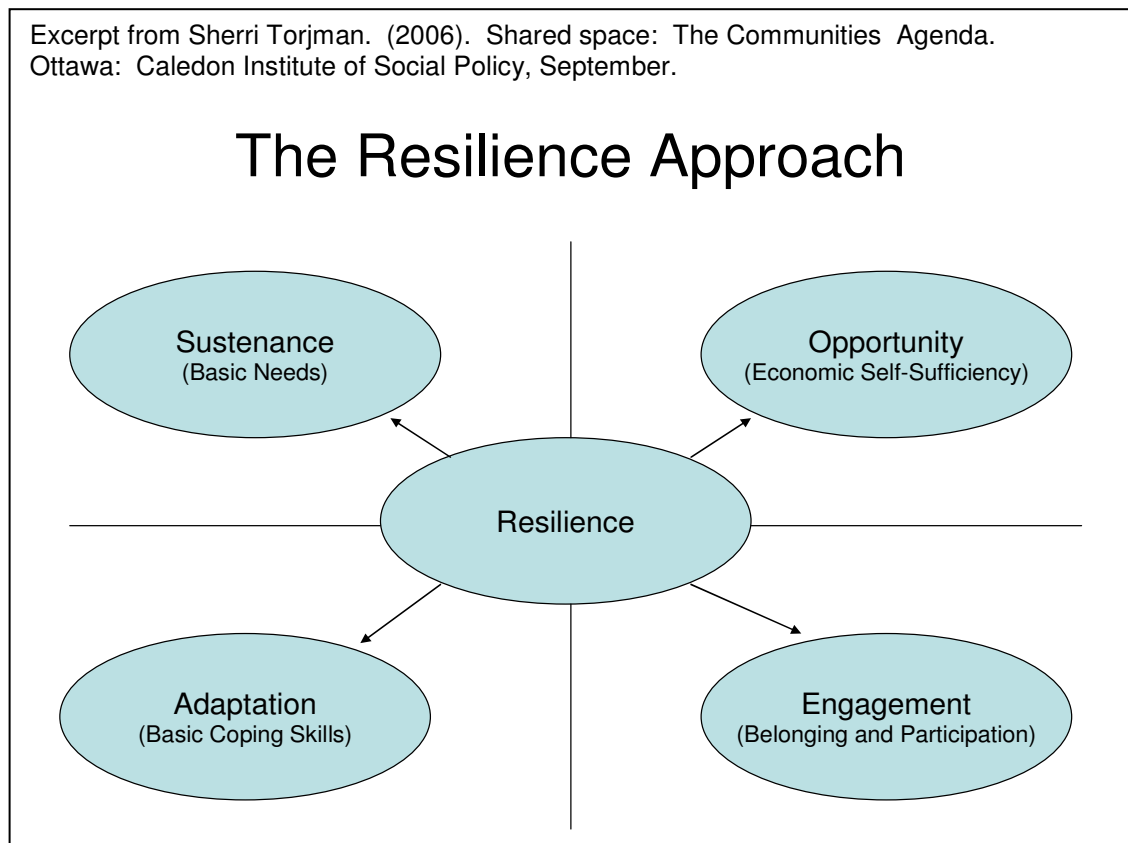 Excerpt from Sherri Torjman. (2006). Shared space: The Communities Agenda.
Ottawa: Caledon Institute of Social Policy, September.
The Resilience Approach
Sustenance
(Basic Needs)
Opportunity
(Economic Self-Sufficiency)
Resilience
Adaptation
(Basic Coping Skills)
Engagement
(Belonging and Participation)